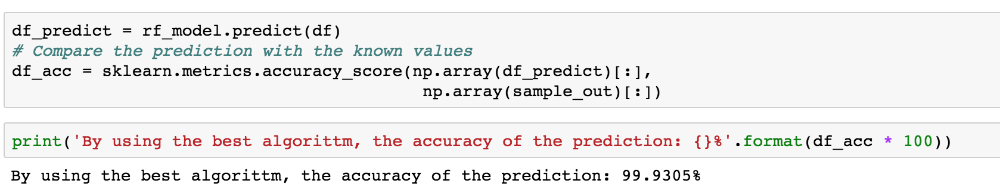 df_predict = rf_model.predict(df)
# Compare the prediction with the known values
df_acc = sklearn.metrics.accuracy_score(np.array(df_predict)[:],
np.array(sample_out)[:])
print('By using the best algorittm, the accuracy of the prediction: {}%'.format(df_acc * 100))
By using the best algorittm, the accuracy of the prediction: 99.9305%